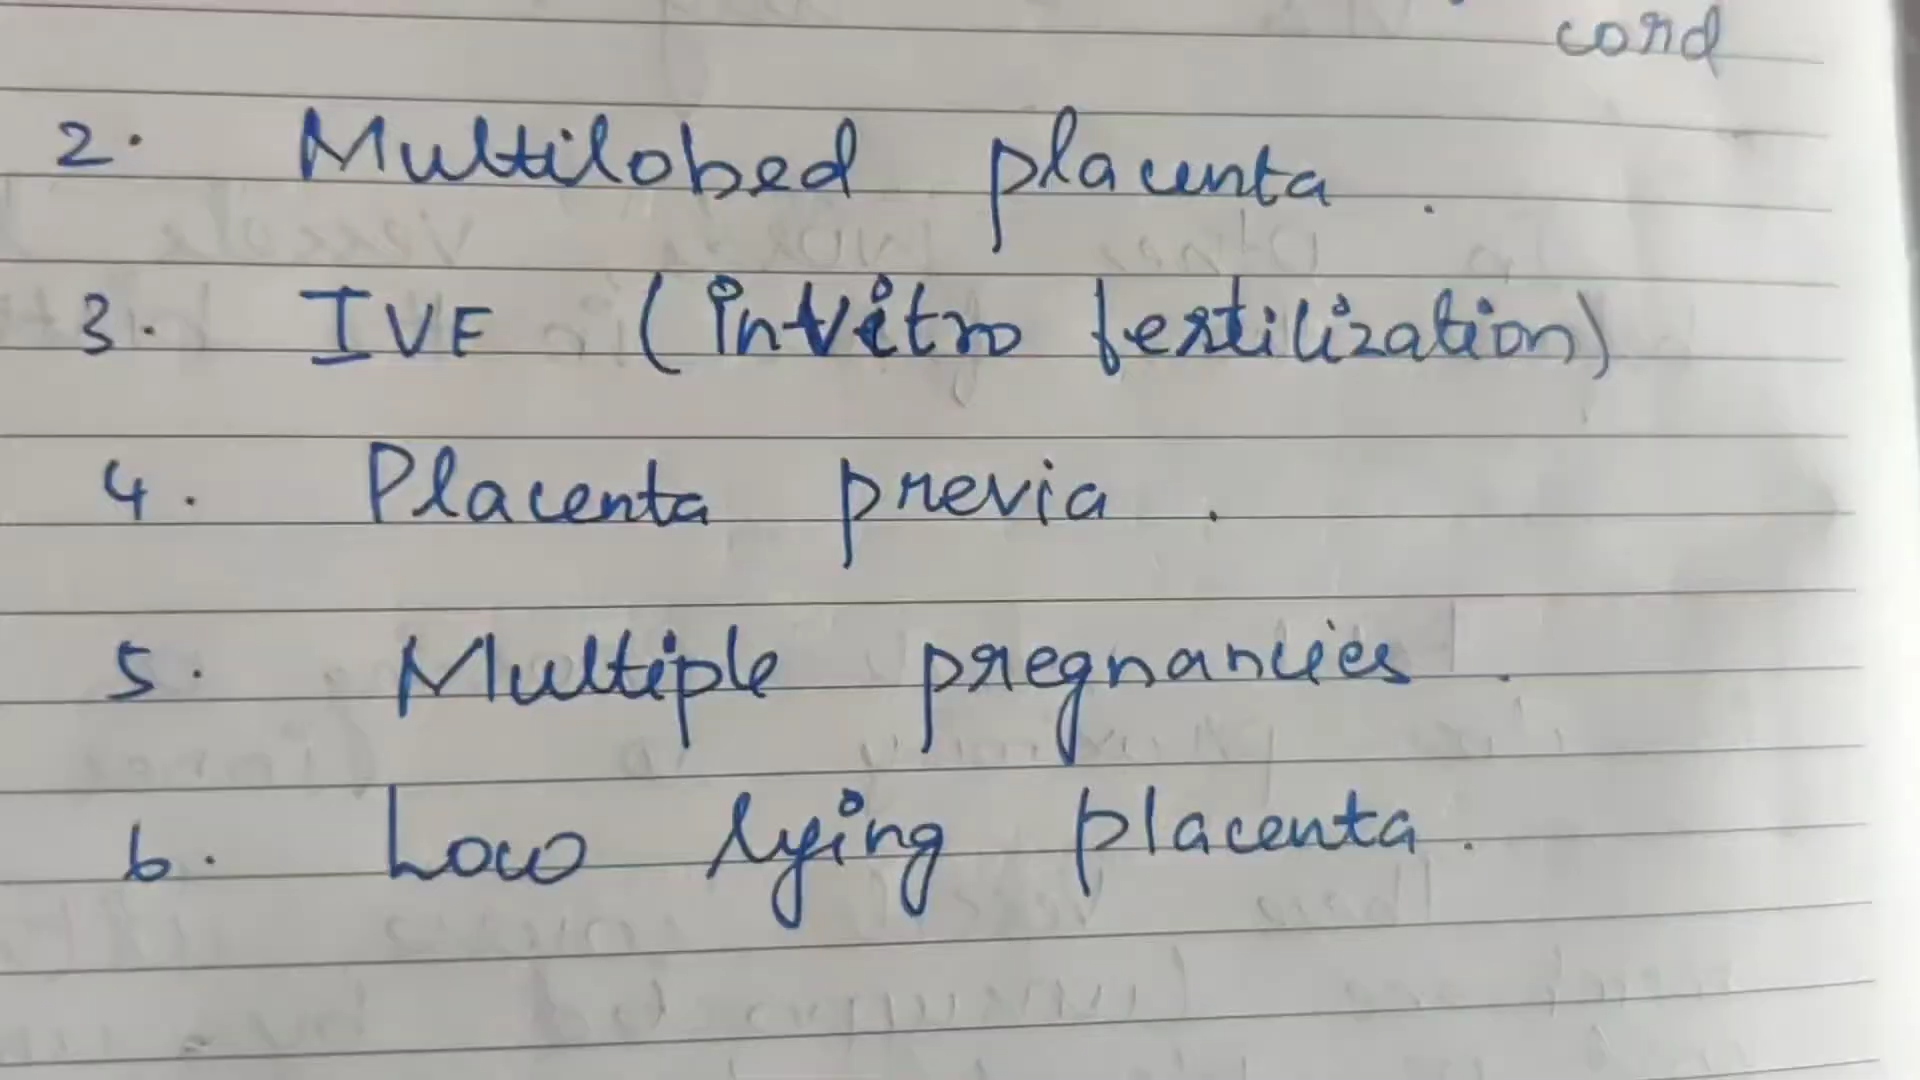 cord
2. Multilobed placenta.
3. IVF (invitro fertilization)
4. Placenta previa.
5. Multiple pregnancies.
6. Low lying placenta.